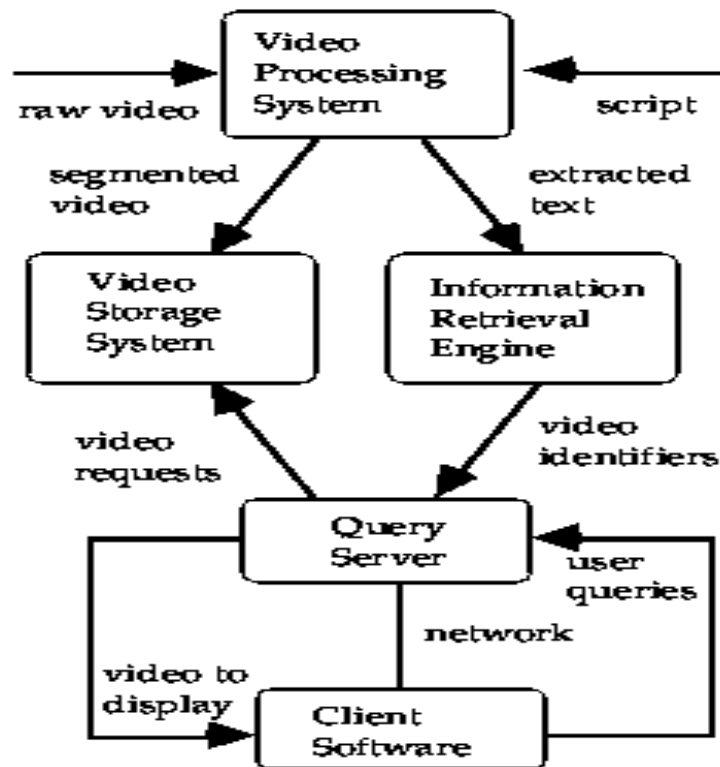 Video
Processing
System
raw video
script
segmented
video
extracted
text
Video
Storage
System
Information
Retrieval
Engine
video
requests
video
identifiers
Query
Server
user
queries
network
video to
display
Client
Software